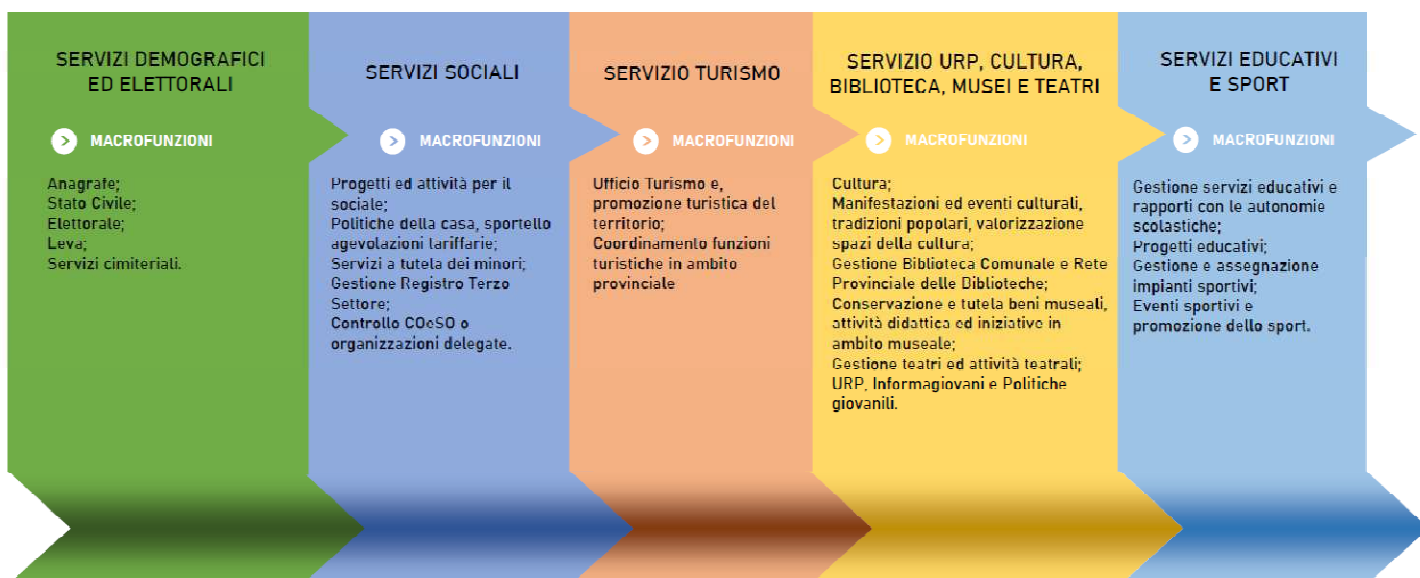 SERVIZI DEMOGRAFICI
ED ELETTORALI
MACROFUNZIONI
Anagrafe;
Stato Civile;
Elettorale;
Leva;
Servizi cimiteriali.
SERVIZI SOCIALI
MACROFUNZIONI
Progetti ed attività per il
sociale;
Politiche della casa, sportello
agevolazioni tariffarie;
Servizi a tutela dei minori;
Gestione Registro Terzo
Settore;
Controllo COeSO o
organizzazioni delegate.
SERVIZIO TURISMO
MACROFUNZIONI
Ufficio Turismo e,
promozione turistica del
territorio;
Coordinamento funzioni
turistiche in ambito
provinciale
SERVIZIO URP, CULTURA,
BIBLIOTECA, MUSEI E TEATRI
MACROFUNZIONI
Cultura;
Manifestazioni ed eventi culturali,
tradizioni popolari, valorizzazione
spazi della cultura;
Gestione Biblioteca Comunale e Rete
Provinciale delle Biblioteche;
Conservazione e tutela beni museali,
attività didattica ed iniziative in
ambito museale;
Gestione teatri ed attività teatrali;
URP, Informagiovani e Politiche
giovanili.
SERVIZI EDUCATIVI
E SPORT
MACROFUNZIONI
Gestione servizi educativi e
rapporti con le autonomie
scolastiche;
Progetti educativi;
Gestione e assegnazione
impianti sportivi;
Eventi sportivi e
promozione dello sport.